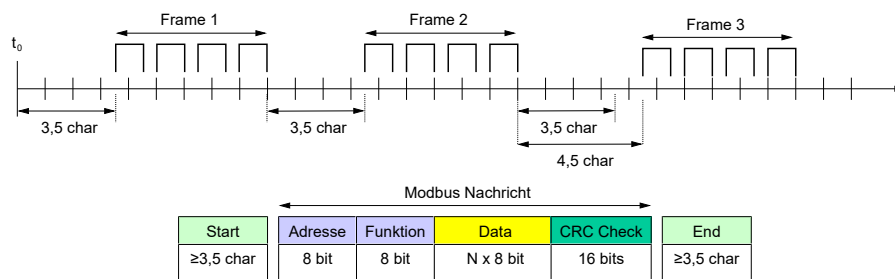 Frame 1
Frame 2
Frame 3
t0
3,5 char
3,5 char
3,5 char
4,5 char
Modbus Nachricht
Start Adresse Funktion Data CRC Check End
≥3,5 char 8 bit 8 bit N x 8 bit 16 bits ≥3,5 char